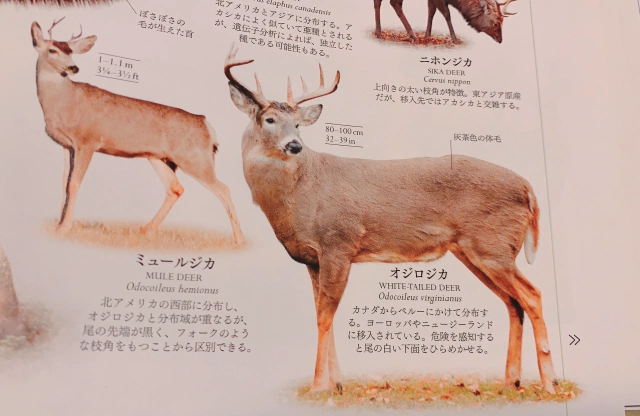 ぼさぼさの
毛が生えた首
1–1.1 m
3¼–3½ ft
elaphus canadensis
北アメリカとアジアに分布する。ア
カシカによく似ていて亜種とされる
が、遺伝子分析によれば、独立した
種である可能性もある。
ニホンジカ
SIKA DEER
Cervus nippon
上向きの太い枝角が特徴。東アジア原産
だが、移入先ではアカシカと交雑する。
80–100 cm
32–39 in
灰茶色の体毛
ミュールジカ
MULE DEER
Odocoileus hemionus
北アメリカの西部に分布し、
オジロジカと分布域が重なるが、
尾の先端が黒く、フォークのよう
な枝角をもつことから区別できる。
オジロジカ
WHITE-TAILED DEER
Odocoileus virginianus
カナダからペルーにかけて分布す
る。ヨーロッパやニュージーランド
に移入されている。危険を感知する
と尾の白い下面をひらめかせる。